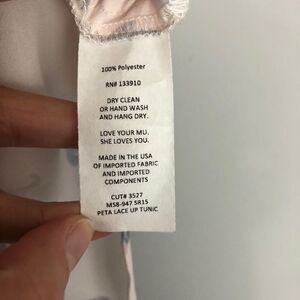 100% Polyester
RN# 133910
DRY CLEAN
OR HAND WASH
AND HANG DRY.
LOVE YOUR MU.
SHE LOVES YOU.
MADE IN THE USA
OF IMPORTED FABRIC
AND IMPORTED
COMPONENTS
CUT# 3527
MS8-947 SR15
PETA LACE UP TUNIC